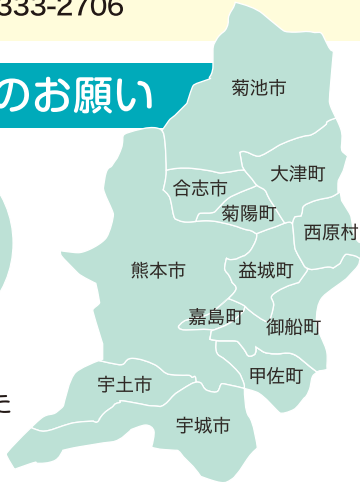 333-2706
のお願い
菊池市
大津町
合志市
菊陽町
西原村
熊本市
益城町
嘉島町
御船町
甲佐町
宇土市
た
宇城市